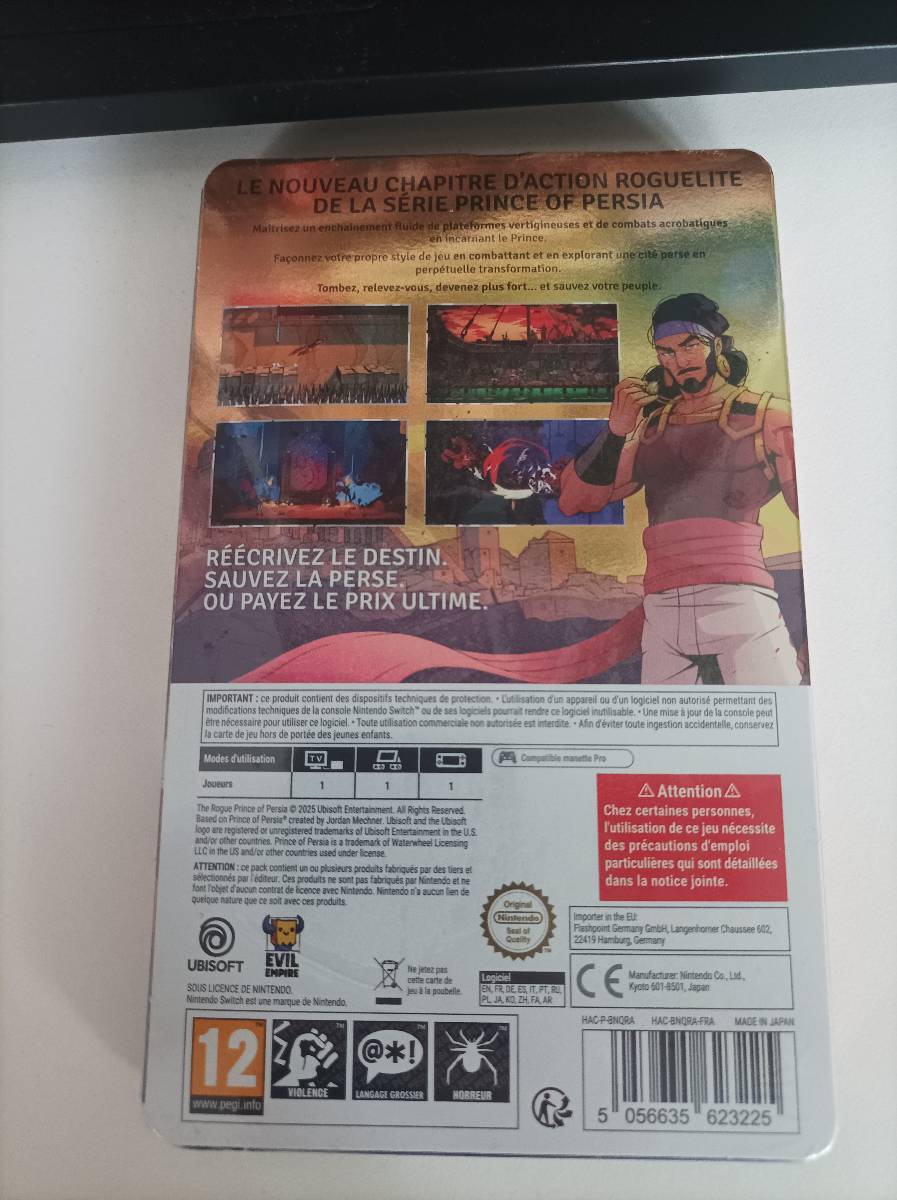 LE NOUVEAU CHAPITRE D'ACTION ROGUELITE
DE LA SÉRIE PRINCE OF PERSIA
Maîtrisez un enchaînement fluide de plateformes vertigineuses et de combats acrobatiques
en incarnant le Prince.
Façonnez votre propre style de jeu en combattant et en explorant une cité perse en
perpétuelle transformation.
Tombez, relevez-vous, devenez plus fort... et sauvez votre peuple.
RÉÉCRIVEZ LE DESTIN.
SAUVEZ LA PERSE.
OU PAYEZ LE PRIX ULTIME.
IMPORTANT : ce produit contient des dispositifs techniques de protection. • L'utilisation d'un appareil ou d'un logiciel non autorisé permettant des
modifications techniques de la console Nintendo Switch™ ou de ses logiciels pourrait rendre ce logiciel inutilisable. • Une mise à jour de la console peut
être nécessaire pour utiliser ce logiciel. • Toute utilisation commerciale non autorisée est interdite. • Afin d'éviter toute ingestion accidentelle, conservez
la carte de jeu hors de portée des jeunes enfants.
Modes d'utilisation
TV
Compatible manette Pro
Joueurs 1 1 1
The Rogue Prince of Persia © 2025 Ubisoft Entertainment. All Rights Reserved.
Based on Prince of Persia® created by Jordan Mechner. Ubisoft and the Ubisoft
logo are registered or unregistered trademarks of Ubisoft Entertainment in the U.S.
and/or other countries. Prince of Persia is a trademark of Waterwheel Licensing
LLC in the US and/or other countries used under license.
ATTENTION : ce pack contient un ou plusieurs produits fabriqués par des tiers et
sélectionnés par l'éditeur. Ces produits ne sont pas fabriqués par Nintendo et ne
font l'objet d'aucun contrat de licence avec Nintendo. Nintendo n'a aucun lien de
quelque nature que ce soit avec ces produits.
⚠ Attention ⚠
Chez certaines personnes,
l'utilisation de ce jeu nécessite
des précautions d'emploi
particulières qui sont détaillées
dans la notice jointe.
UBISOFT
EVIL
EMPIRE
Ne jetez pas
cette carte de
jeu à la poubelle.
Original
Nintendo
Seal of
Quality
TM
Importer in the EU:
Flashpoint Germany GmbH, Langenhorner Chaussee 602,
22419 Hamburg, Germany
Logiciel
EN, FR, DE, ES, IT, PT, RU,
PL, JA, KO, ZH, FA, AR
CE
Manufacturer: Nintendo Co., Ltd.,
Kyoto 601-8501, Japan
SOUS LICENCE DE NINTENDO.
Nintendo Switch est une marque de Nintendo.
HAC-P-BNQRA HAC-BNQRA-FRA MADE IN JAPAN
12
www.pegi.info
VIOLENCE
@*!
LANGAGE GROSSIER
HORREUR
5 056635 623225